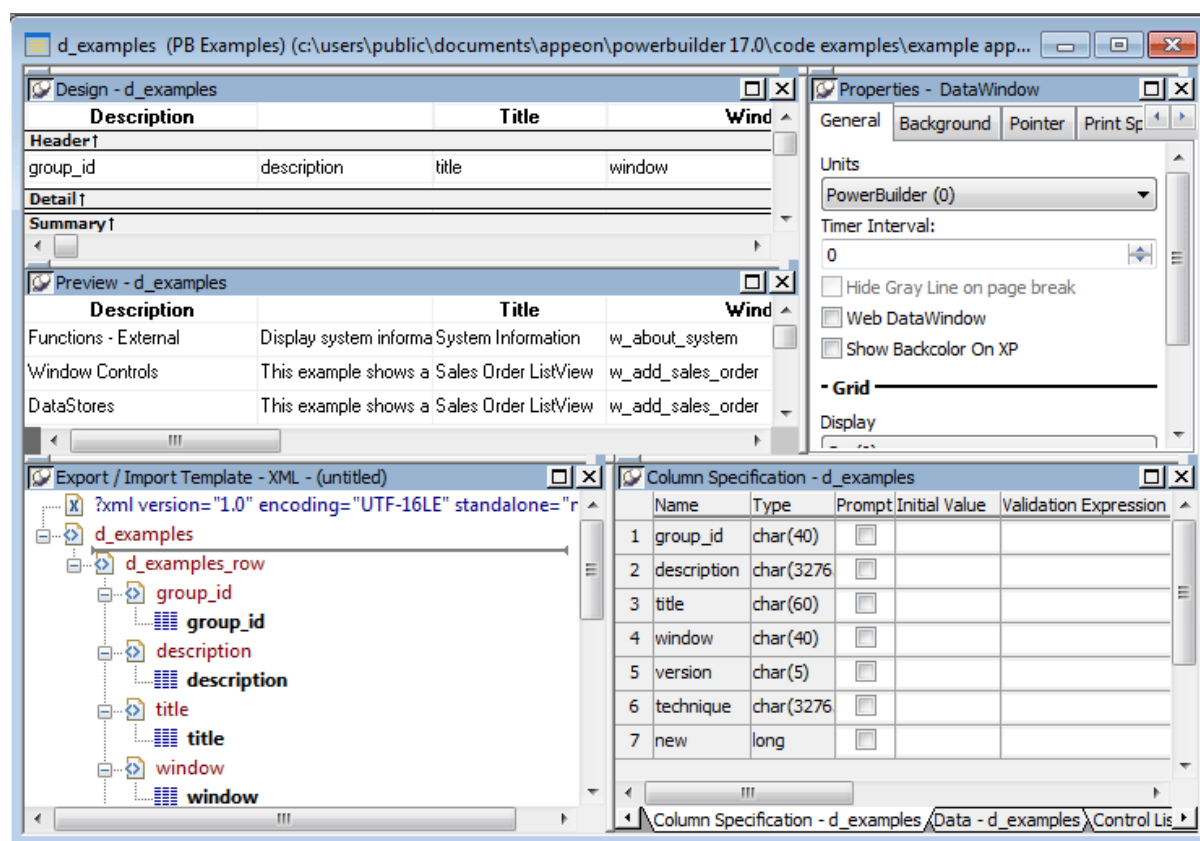 d_examples (PB Examples) (c:\users\public\documents\appeon\powerbuilder 17.0\code examples\example app...
Design - d_examples
Description Title Wind
Header↑
group_id description title window
Detail↑
Summary↑
Preview - d_examples
Description Title Wind
Functions - External Display system informa System Information w_about_system
Window Controls This example shows a Sales Order ListView w_add_sales_order
DataStores This example shows a Sales Order ListView w_add_sales_order
Properties - DataWindow
General Background Pointer Print Sp
Units
PowerBuilder (0)
Timer Interval:
0
Hide Gray Line on page break
Web DataWindow
Show Backcolor On XP
- Grid
Display
Export / Import Template - XML - (untitled)
?xml version="1.0" encoding="UTF-16LE" standalone="r
d_examples
d_examples_row
group_id
group_id
description
description
title
title
window
window
Column Specification - d_examples
Name Type Prompt Initial Value Validation Expression
1 group_id char(40)
2 description char(3276
3 title char(60)
4 window char(40)
5 version char(5)
6 technique char(3276
7 new long
Column Specification - d_examples Data - d_examples Control Lis